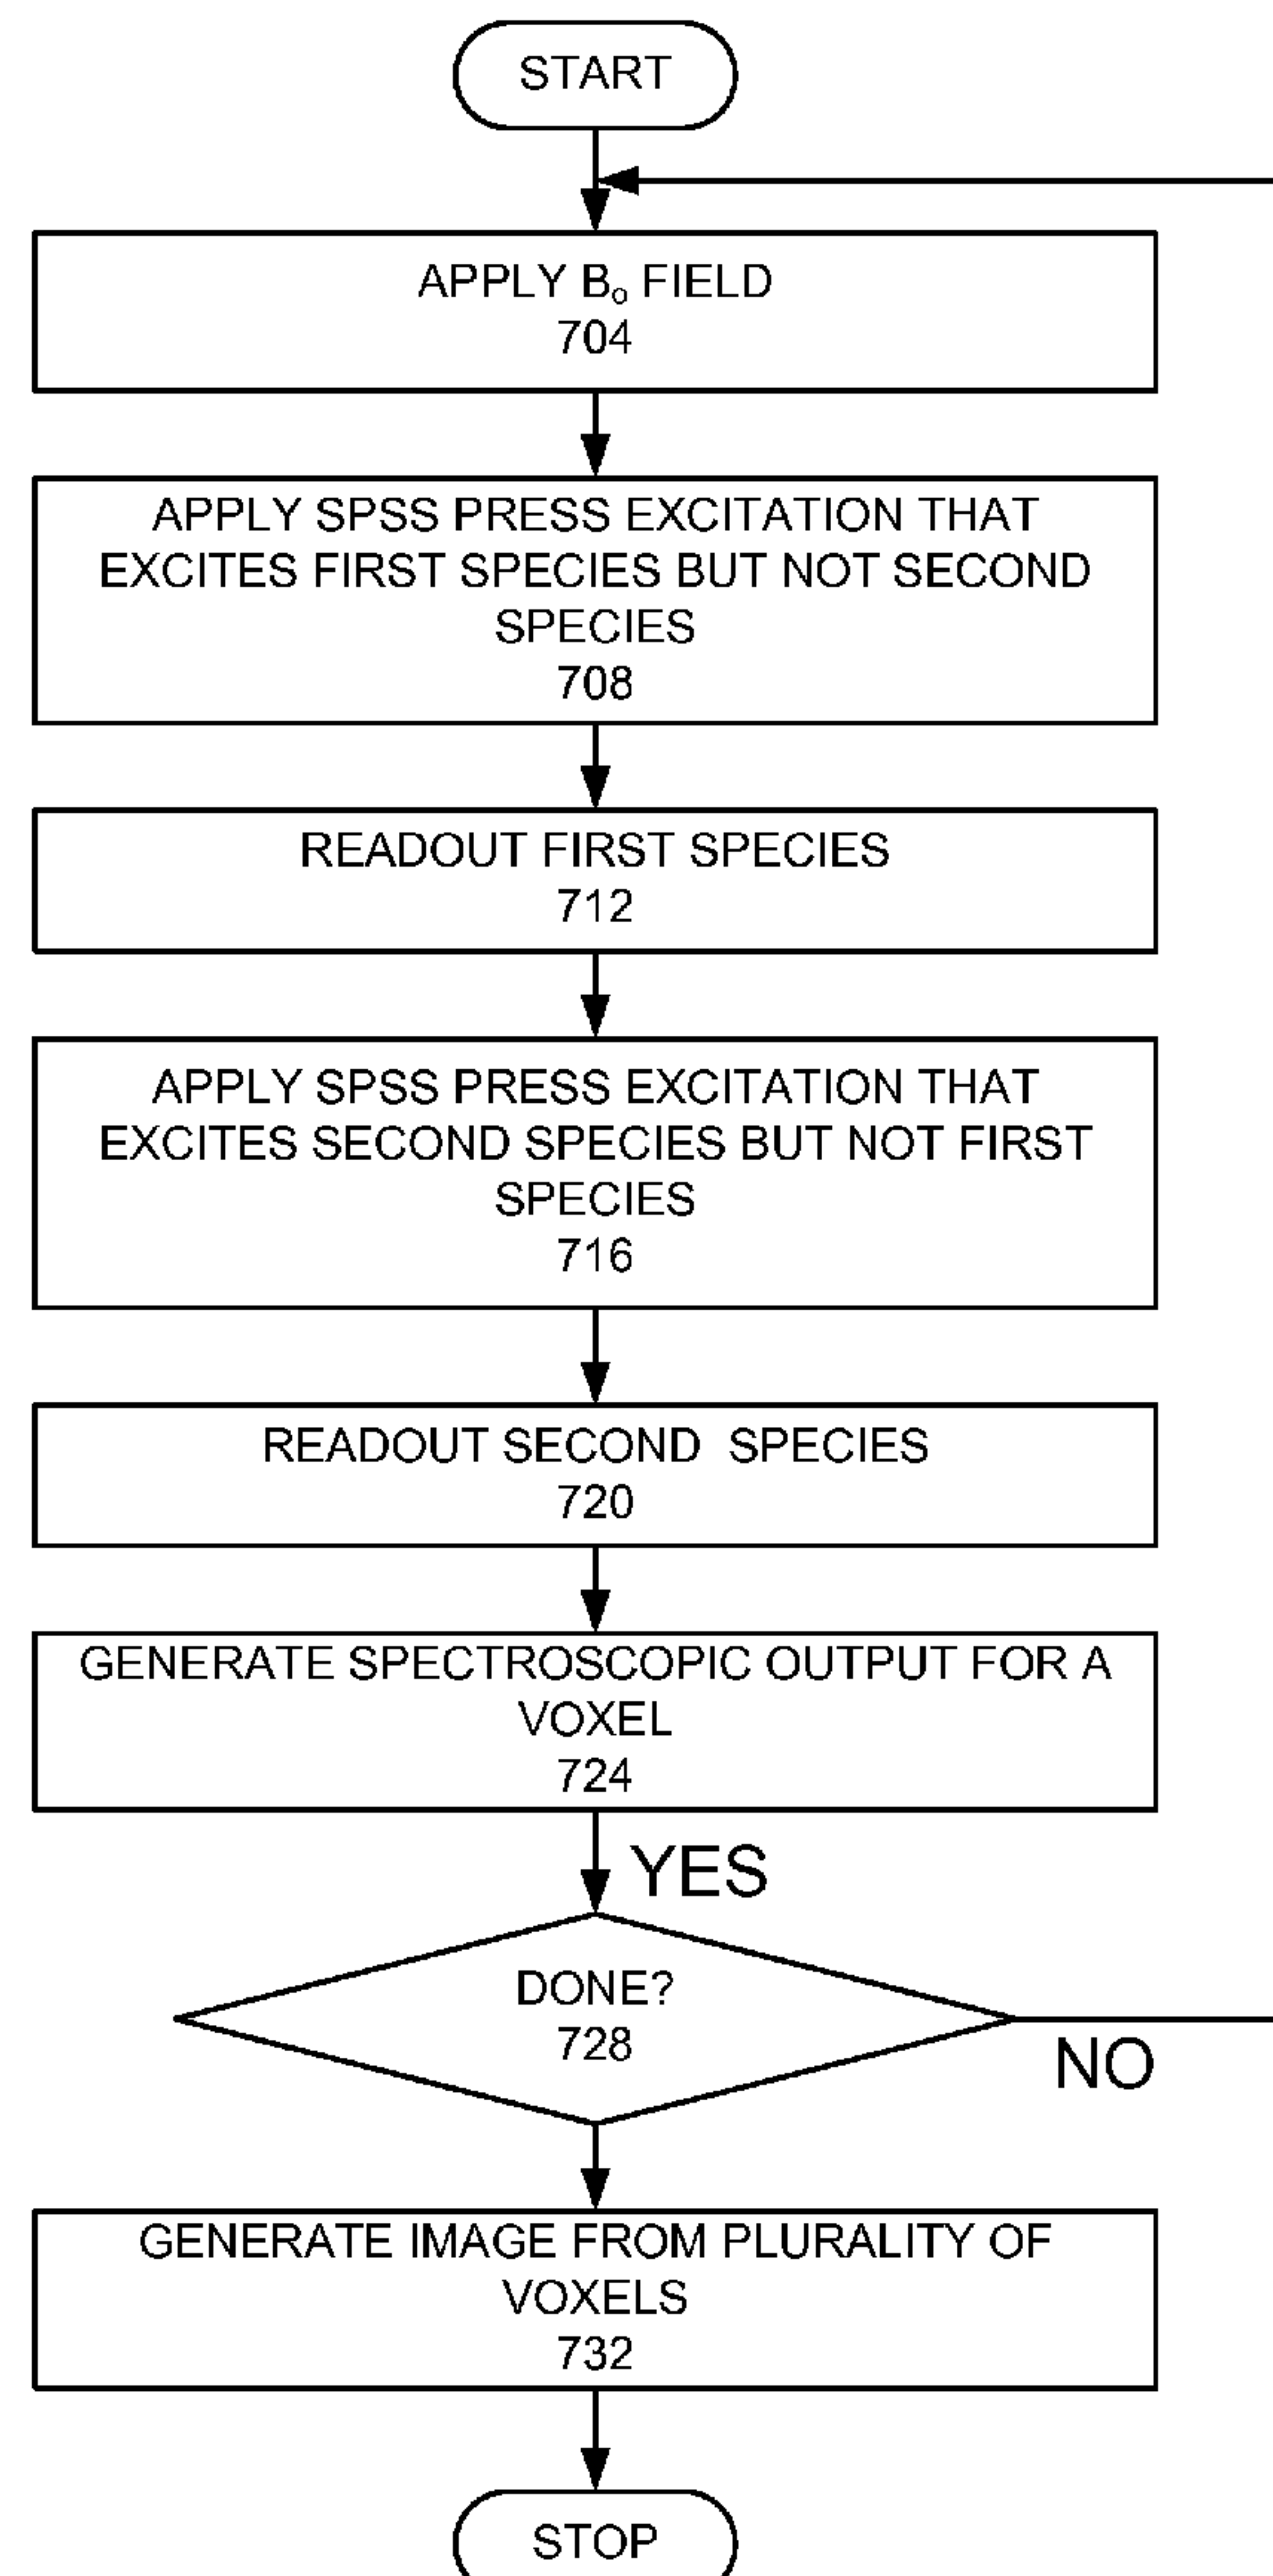 START
APPLY Bo FIELD
704
APPLY SPSS PRESS EXCITATION THAT
EXCITES FIRST SPECIES BUT NOT SECOND
SPECIES
708
READOUT FIRST SPECIES
712
APPLY SPSS PRESS EXCITATION THAT
EXCITES SECOND SPECIES BUT NOT FIRST
SPECIES
716
READOUT SECOND SPECIES
720
GENERATE SPECTROSCOPIC OUTPUT FOR A
VOXEL
724
YES
DONE?
728
NO
GENERATE IMAGE FROM PLURALITY OF
VOXELS
732
STOP